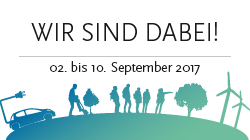 WIR SIND DABEI!
02. bis 10. September 2017